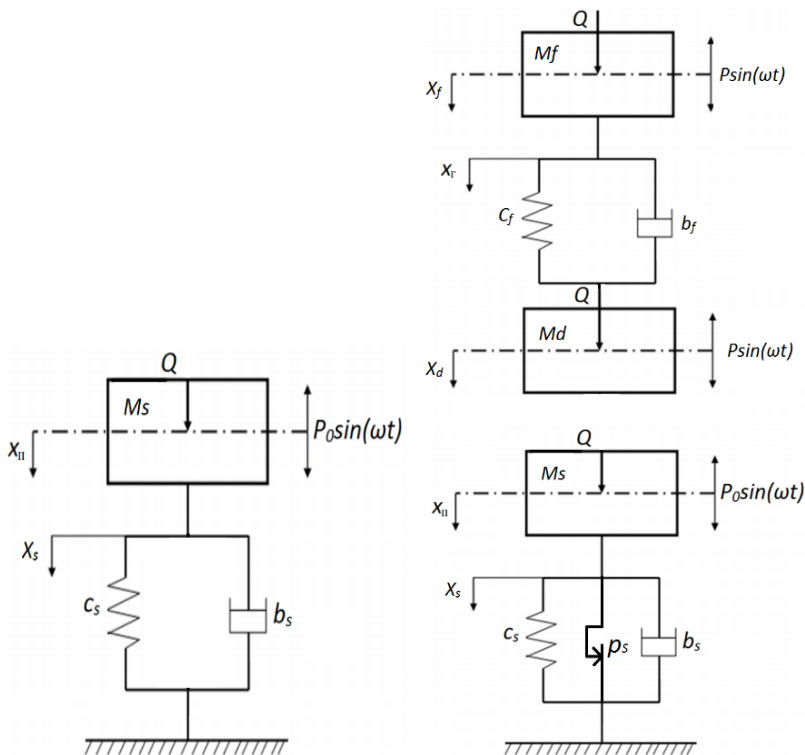 Q
Ms
xп
P₀sin(ωt)
Xs
cs
bs
Q
Mf
Xf
Psin(ωt)
xг
Cf
bf
Q
Md
Xd
Psin(ωt)
Q
Ms
xп
P₀sin(ωt)
Xs
cs
ps
bs